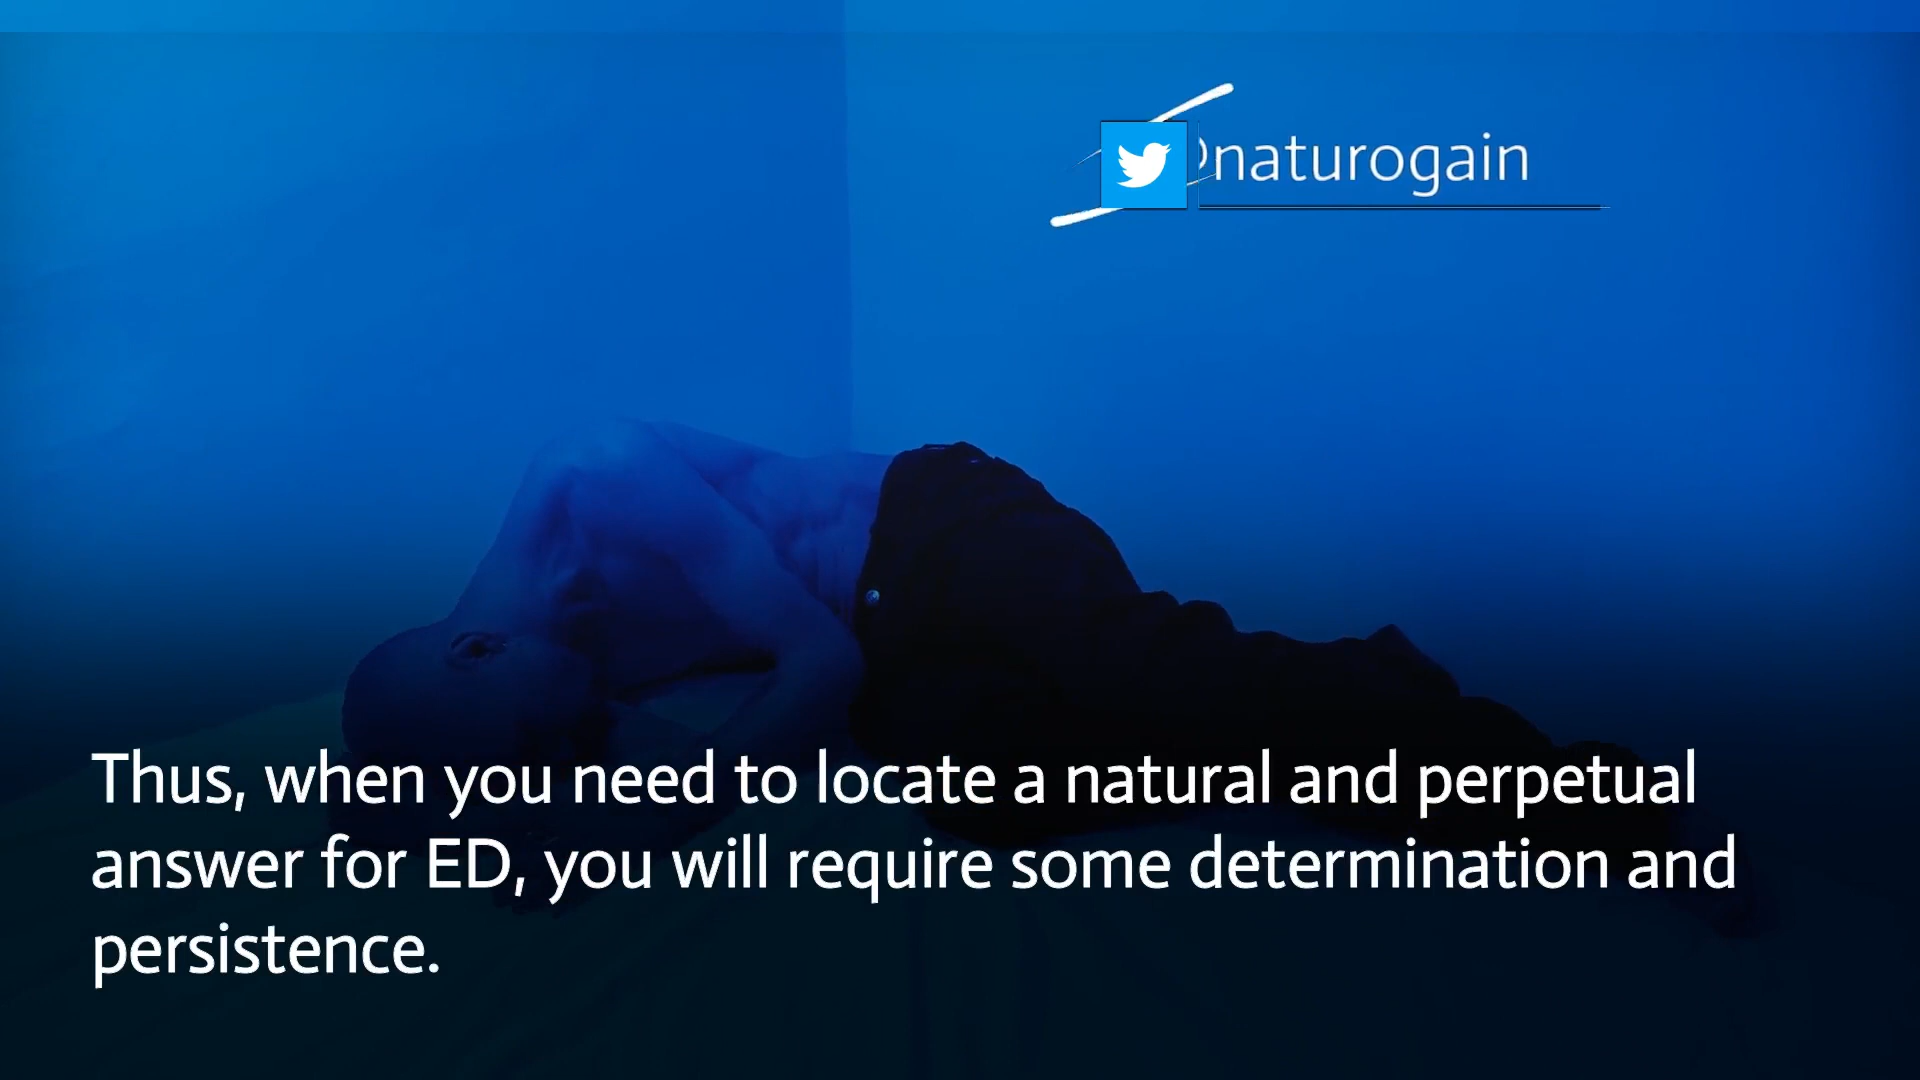 @naturogain
Thus, when you need to locate a natural and perpetual
answer for ED, you will require some determination and
persistence.